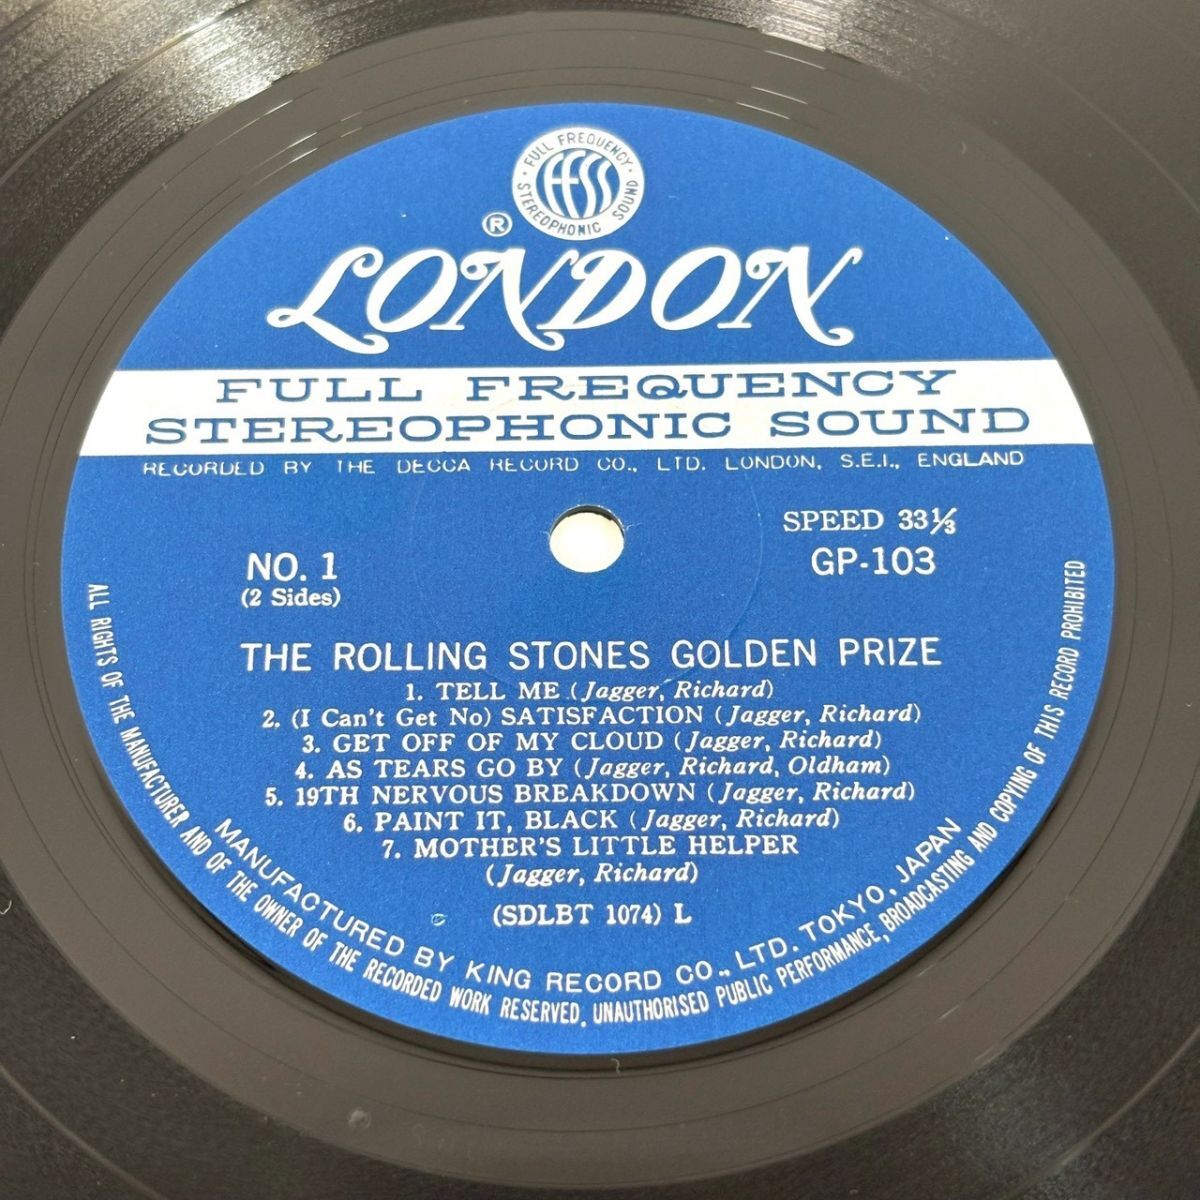 · FULL FREQUENCY ·
STEREOPHONIC SOUND
FFSS
®
LONDON
FULL FREQUENCY
STEREOPHONIC SOUND
RECORDED BY THE DECCA RECORD CO., LTD. LONDON, S.E.I., ENGLAND
SPEED 33⅓
NO. 1
GP-103
(2 Sides)
THE ROLLING STONES GOLDEN PRIZE
1. TELL ME (Jagger, Richard)
2. (I Can't Get No) SATISFACTION (Jagger, Richard)
3. GET OFF OF MY CLOUD (Jagger, Richard)
4. AS TEARS GO BY (Jagger, Richard, Oldham)
5. 19TH NERVOUS BREAKDOWN (Jagger, Richard)
6. PAINT IT, BLACK (Jagger, Richard)
7. MOTHER'S LITTLE HELPER
(Jagger, Richard)
(SDLBT 1074) L
MANUFACTURED BY KING RECORD CO., LTD. TOKYO, JAPAN
ALL RIGHTS OF THE MANUFACTURER AND OF THE OWNER OF THE RECORDED WORK RESERVED. UNAUTHORISED PUBLIC PERFORMANCE, BROADCASTING AND COPYING OF THIS RECORD PROHIBITED